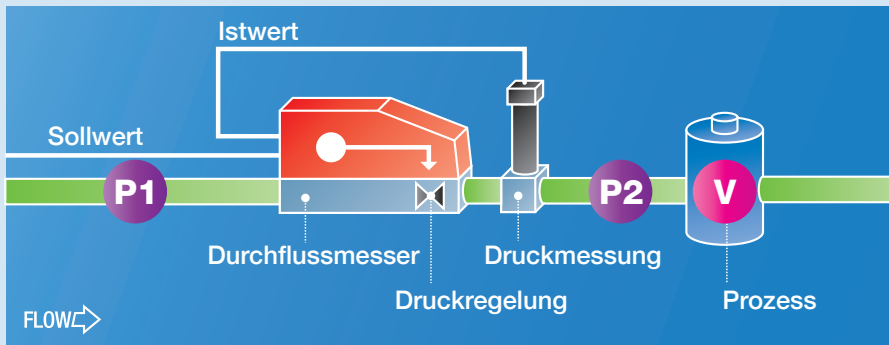 Istwert
Sollwert
P1
P2
V
Durchflussmesser
Druckmessung
Druckregelung
Prozess
FLOW